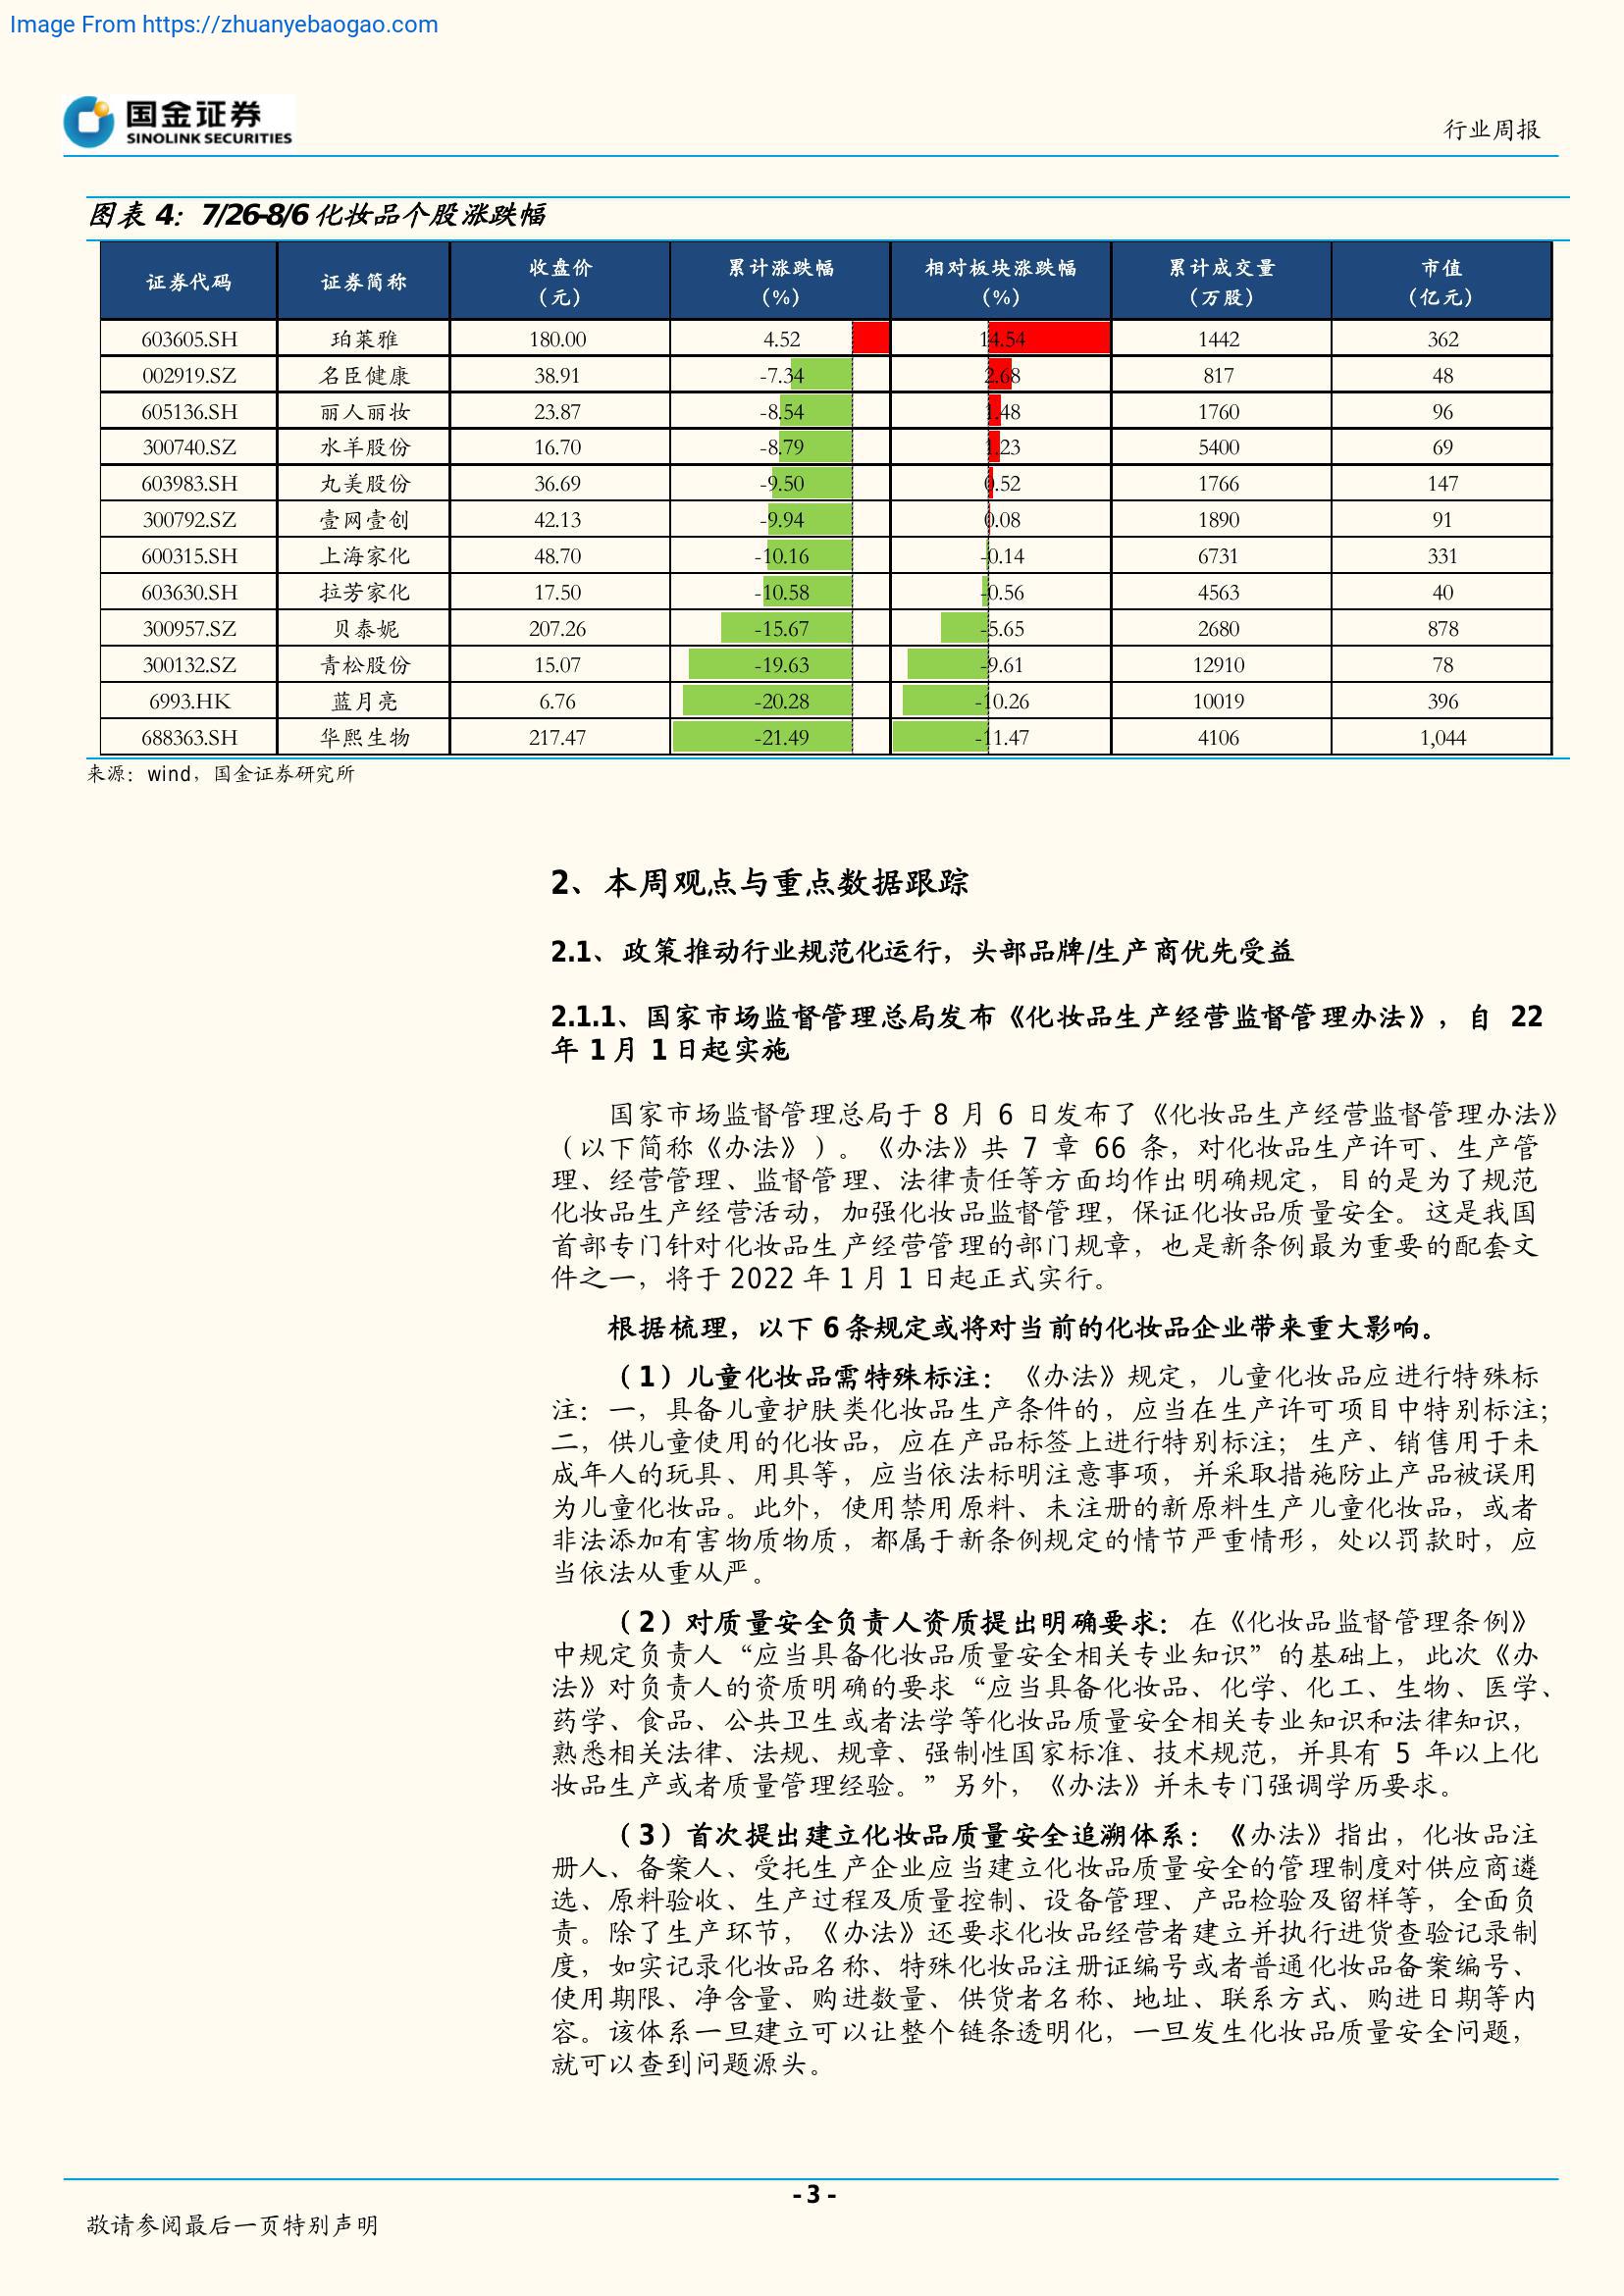 Image From https://zhuanyebaogao.com
国金证券
SINOLINK SECURITIES
行业周报
图表 4：7/26-8/6 化妆品个股涨跌幅
证券代码 证券简称 收盘价（元） 累计涨跌幅（%） 相对板块涨跌幅（%） 累计成交量（万股） 市值（亿元）
603605.SH 珀莱雅 180.00 4.52 14.54 1442 362
002919.SZ 名臣健康 38.91 -7.34 2.68 817 48
605136.SH 丽人丽妆 23.87 -8.54 1.48 1760 96
300740.SZ 水羊股份 16.70 -8.79 1.23 5400 69
603983.SH 丸美股份 36.69 -9.50 0.52 1766 147
300792.SZ 壹网壹创 42.13 -9.94 0.08 1890 91
600315.SH 上海家化 48.70 -10.16 -0.14 6731 331
603630.SH 拉芳家化 17.50 -10.58 -0.56 4563 40
300957.SZ 贝泰妮 207.26 -15.67 -5.65 2680 878
300132.SZ 青松股份 15.07 -19.63 -9.61 12910 78
6993.HK 蓝月亮 6.76 -20.28 -10.26 10019 396
688363.SH 华熙生物 217.47 -21.49 -11.47 4106 1,044
来源：wind，国金证券研究所
2、本周观点与重点数据跟踪
2.1、政策推动行业规范化运行，头部品牌/生产商优先受益
2.1.1、国家市场监督管理总局发布《化妆品生产经营监督管理办法》，自 22
年 1 月 1 日起实施
国家市场监督管理总局于 8 月 6 日发布了《化妆品生产经营监督管理办法》
（以下简称《办法》）。《办法》共 7 章 66 条，对化妆品生产许可、生产管
理、经营管理、监督管理、法律责任等方面均作出明确规定，目的是为了规范
化妆品生产经营活动，加强化妆品监督管理，保证化妆品质量安全。这是我国
首部专门针对化妆品生产经营管理的部门规章，也是新条例最为重要的配套文
件之一，将于 2022 年 1 月 1 日起正式实行。
根据梳理，以下 6 条规定或将对当前的化妆品企业带来重大影响。
（1）儿童化妆品需特殊标注：《办法》规定，儿童化妆品应进行特殊标
注：一，具备儿童护肤类化妆品生产条件的，应当在生产许可项目中特别标注；
二，供儿童使用的化妆品，应在产品标签上进行特别标注；生产、销售用于未
成年人的玩具、用具等，应当依法标明注意事项，并采取措施防止产品被误用
为儿童化妆品。此外，使用禁用原料、未注册的新原料生产儿童化妆品，或者
非法添加有害物质物质，都属于新条例规定的情节严重情形，处以罚款时，应
当依法从重从严。
（2）对质量安全负责人资质提出明确要求：在《化妆品监督管理条例》
中规定负责人“应当具备化妆品质量安全相关专业知识”的基础上，此次《办
法》对负责人的资质明确的要求“应当具备化妆品、化学、化工、生物、医学、
药学、食品、公共卫生或者法学等化妆品质量安全相关专业知识和法律知识，
熟悉相关法律、法规、规章、强制性国家标准、技术规范，并具有 5 年以上化
妆品生产或者质量管理经验。”另外，《办法》并未专门强调学历要求。
（3）首次提出建立化妆品质量安全追溯体系：《办法》指出，化妆品注
册人、备案人、受托生产企业应当建立化妆品质量安全的管理制度对供应商遴
选、原料验收、生产过程及质量控制、设备管理、产品检验及留样等，全面负
责。除了生产环节，《办法》还要求化妆品经营者建立并执行进货查验记录制
度，如实记录化妆品名称、特殊化妆品注册证编号或者普通化妆品备案编号、
使用期限、净含量、购进数量、供货者名称、地址、联系方式、购进日期等内
容。该体系一旦建立可以让整个链条透明化，一旦发生化妆品质量安全问题，
就可以查到问题源头。
- 3 -
敬请参阅最后一页特别声明